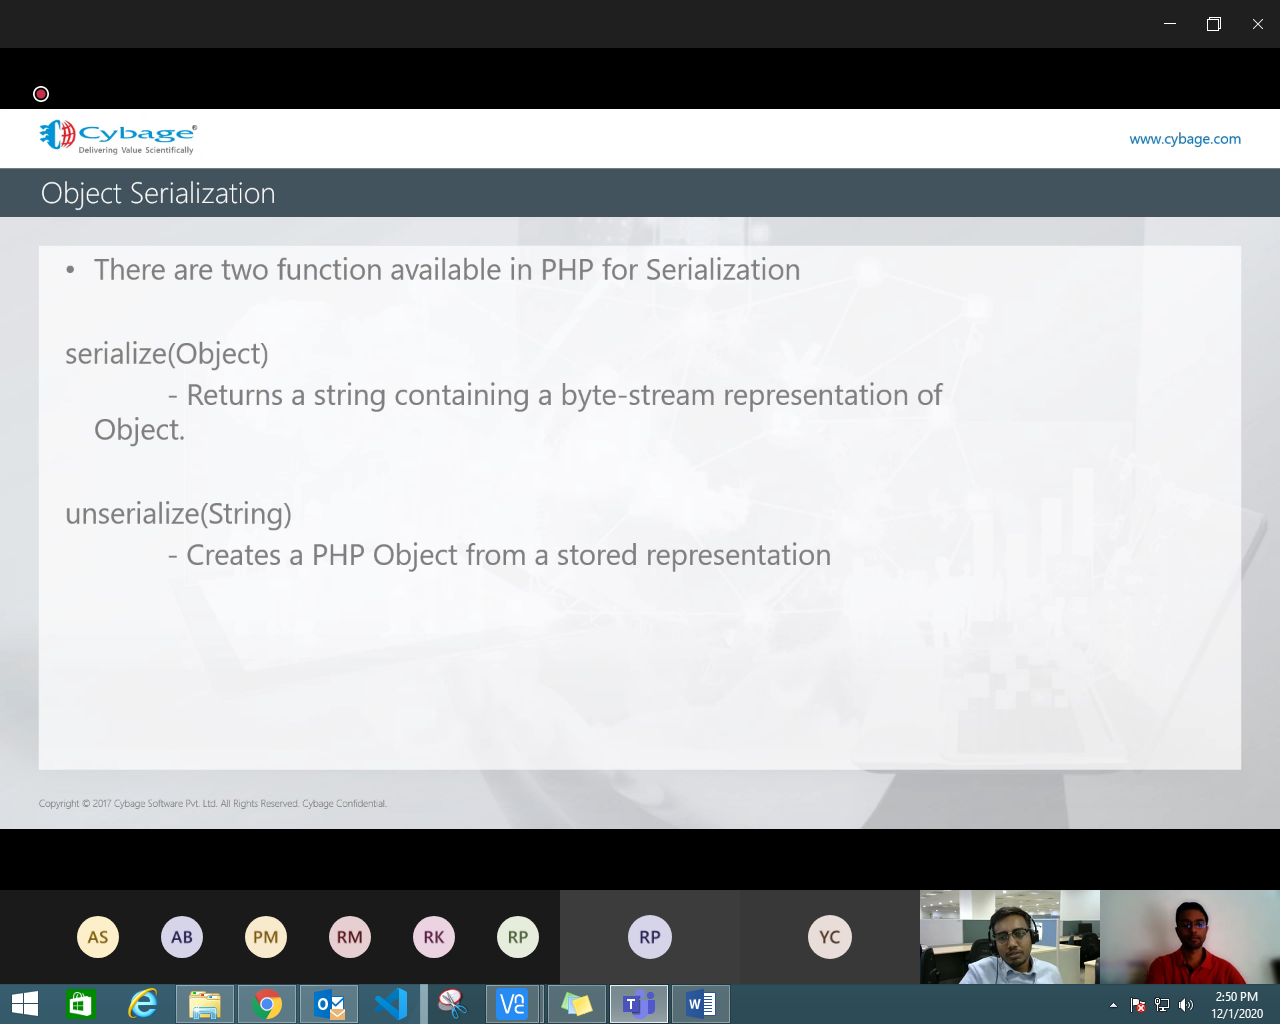 Cybage®
Delivering Value Scientifically
www.cybage.com
Object Serialization
• There are two function available in PHP for Serialization
serialize(Object)
- Returns a string containing a byte-stream representation of
Object.
unserialize(String)
- Creates a PHP Object from a stored representation
Copyright © 2017 Cybage Software Pvt. Ltd. All Rights Reserved. Cybage Confidential.
AS AB PM RM RK RP RP YC
2:50 PM
12/1/2020